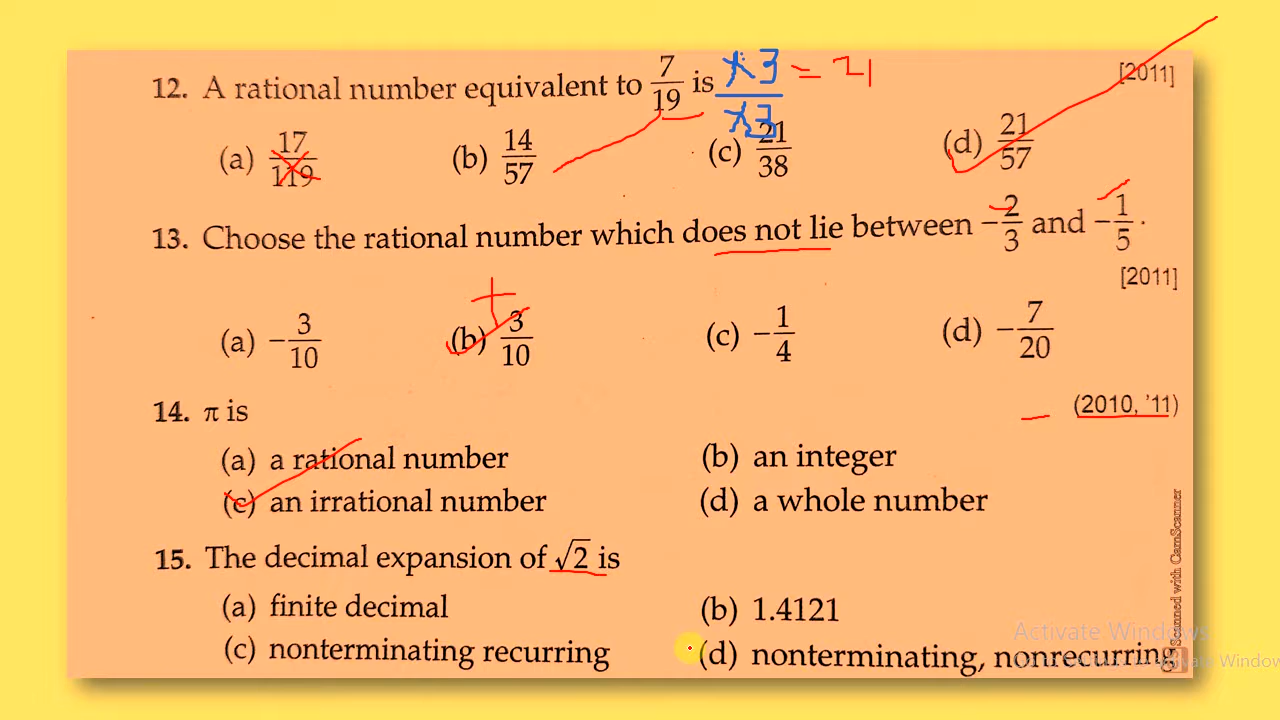 12. A rational number equivalent to 7/19 is ×3/×3 = 21 [2011]
(a) 17/119 (b) 14/57 (c) 21/38 (d) 21/57
13. Choose the rational number which does not lie between −2/3 and −1/5. [2011]
(a) −3/10 (b) 3/10 (c) −1/4 (d) −7/20
+
14. π is (2010, '11)
(a) a rational number (b) an integer
(c) an irrational number (d) a whole number
15. The decimal expansion of √2 is
(a) finite decimal (b) 1.4121
(c) nonterminating recurring (d) nonterminating, nonrecurring
Scanned with CamScanner
Activate Windows